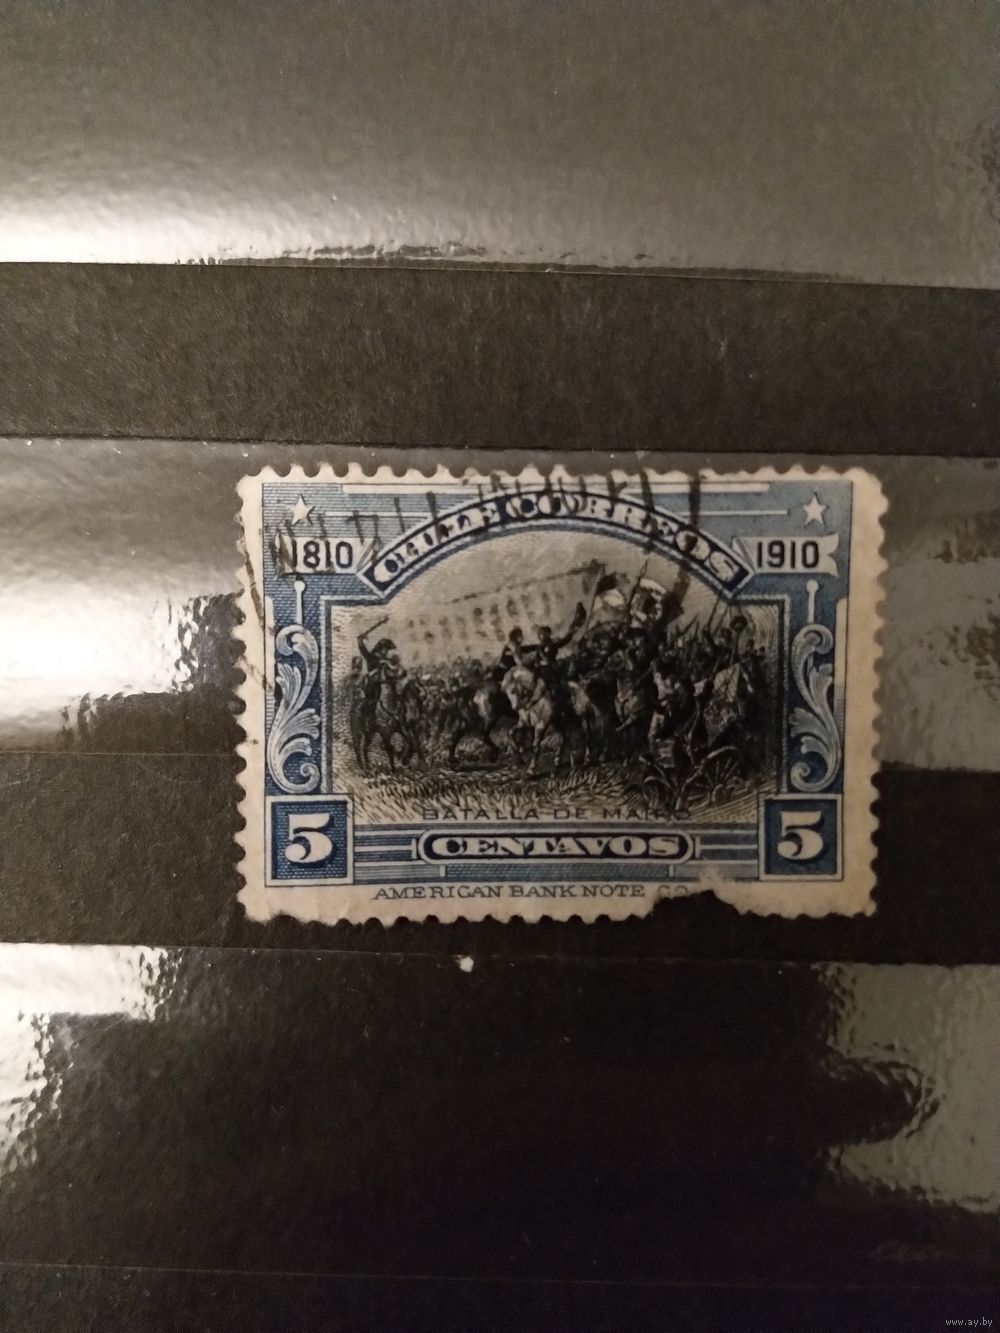 CHILE CORREOS
1810 1910
BATALLA DE MAIPO
5 CENTAVOS 5
AMERICAN BANK NOTE CO.
www.ay.by